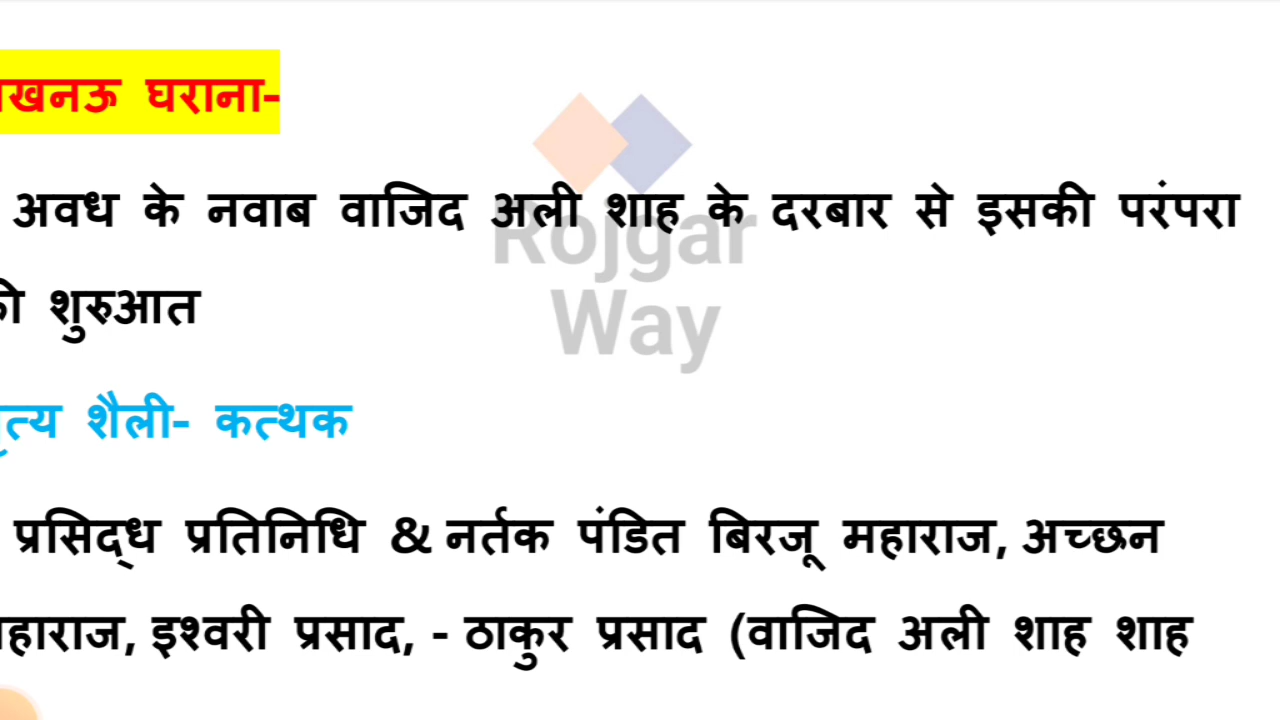 खनऊ घराना-
अवध के नवाब वाजिद अली शाह के दरबार से इसकी परंपरा
की शुरुआत
नृत्य शैली- कत्थक
प्रसिद्ध प्रतिनिधि & नर्तक पंडित बिरजू महाराज, अच्छन
महाराज, इश्वरी प्रसाद, - ठाकुर प्रसाद (वाजिद अली शाह शाह
Rojgar
Way